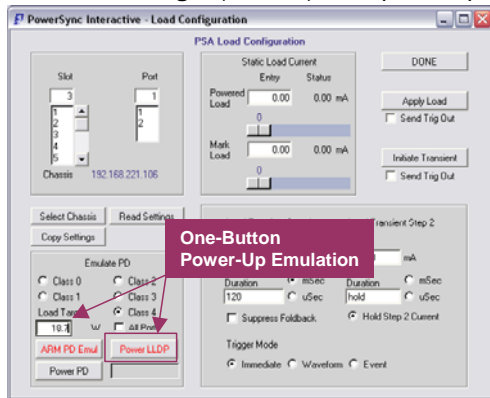 PowerSync Interactive - Load Configuration
PSA Load Configuration
Slot
Port
3
1
1
2
3
4
5
1
2
Chassis 192.168.221.106
Static Load Current
Entry Status
Powered Load 0.00 0.00 mA
0
Mark Load 0.00 0.00 mA
0
DONE
Apply Load
Send Trig Out
Initiate Transient
Send Trig Out
Select Chassis
Read Settings
Copy Settings
Emulate PD
Class 0
Class 2
Class 1
Class 3
Class 4
W
All Ports
ARM PD Emul
Power LLDP
Power PD
One-Button
Power-Up Emulation
Transient Step 2
mA
Duration
mSec
Duration
mSec
120
uSec
hold
uSec
Suppress Foldback
Hold Step 2 Current
Trigger Mode
Immediate
Waveform
Event